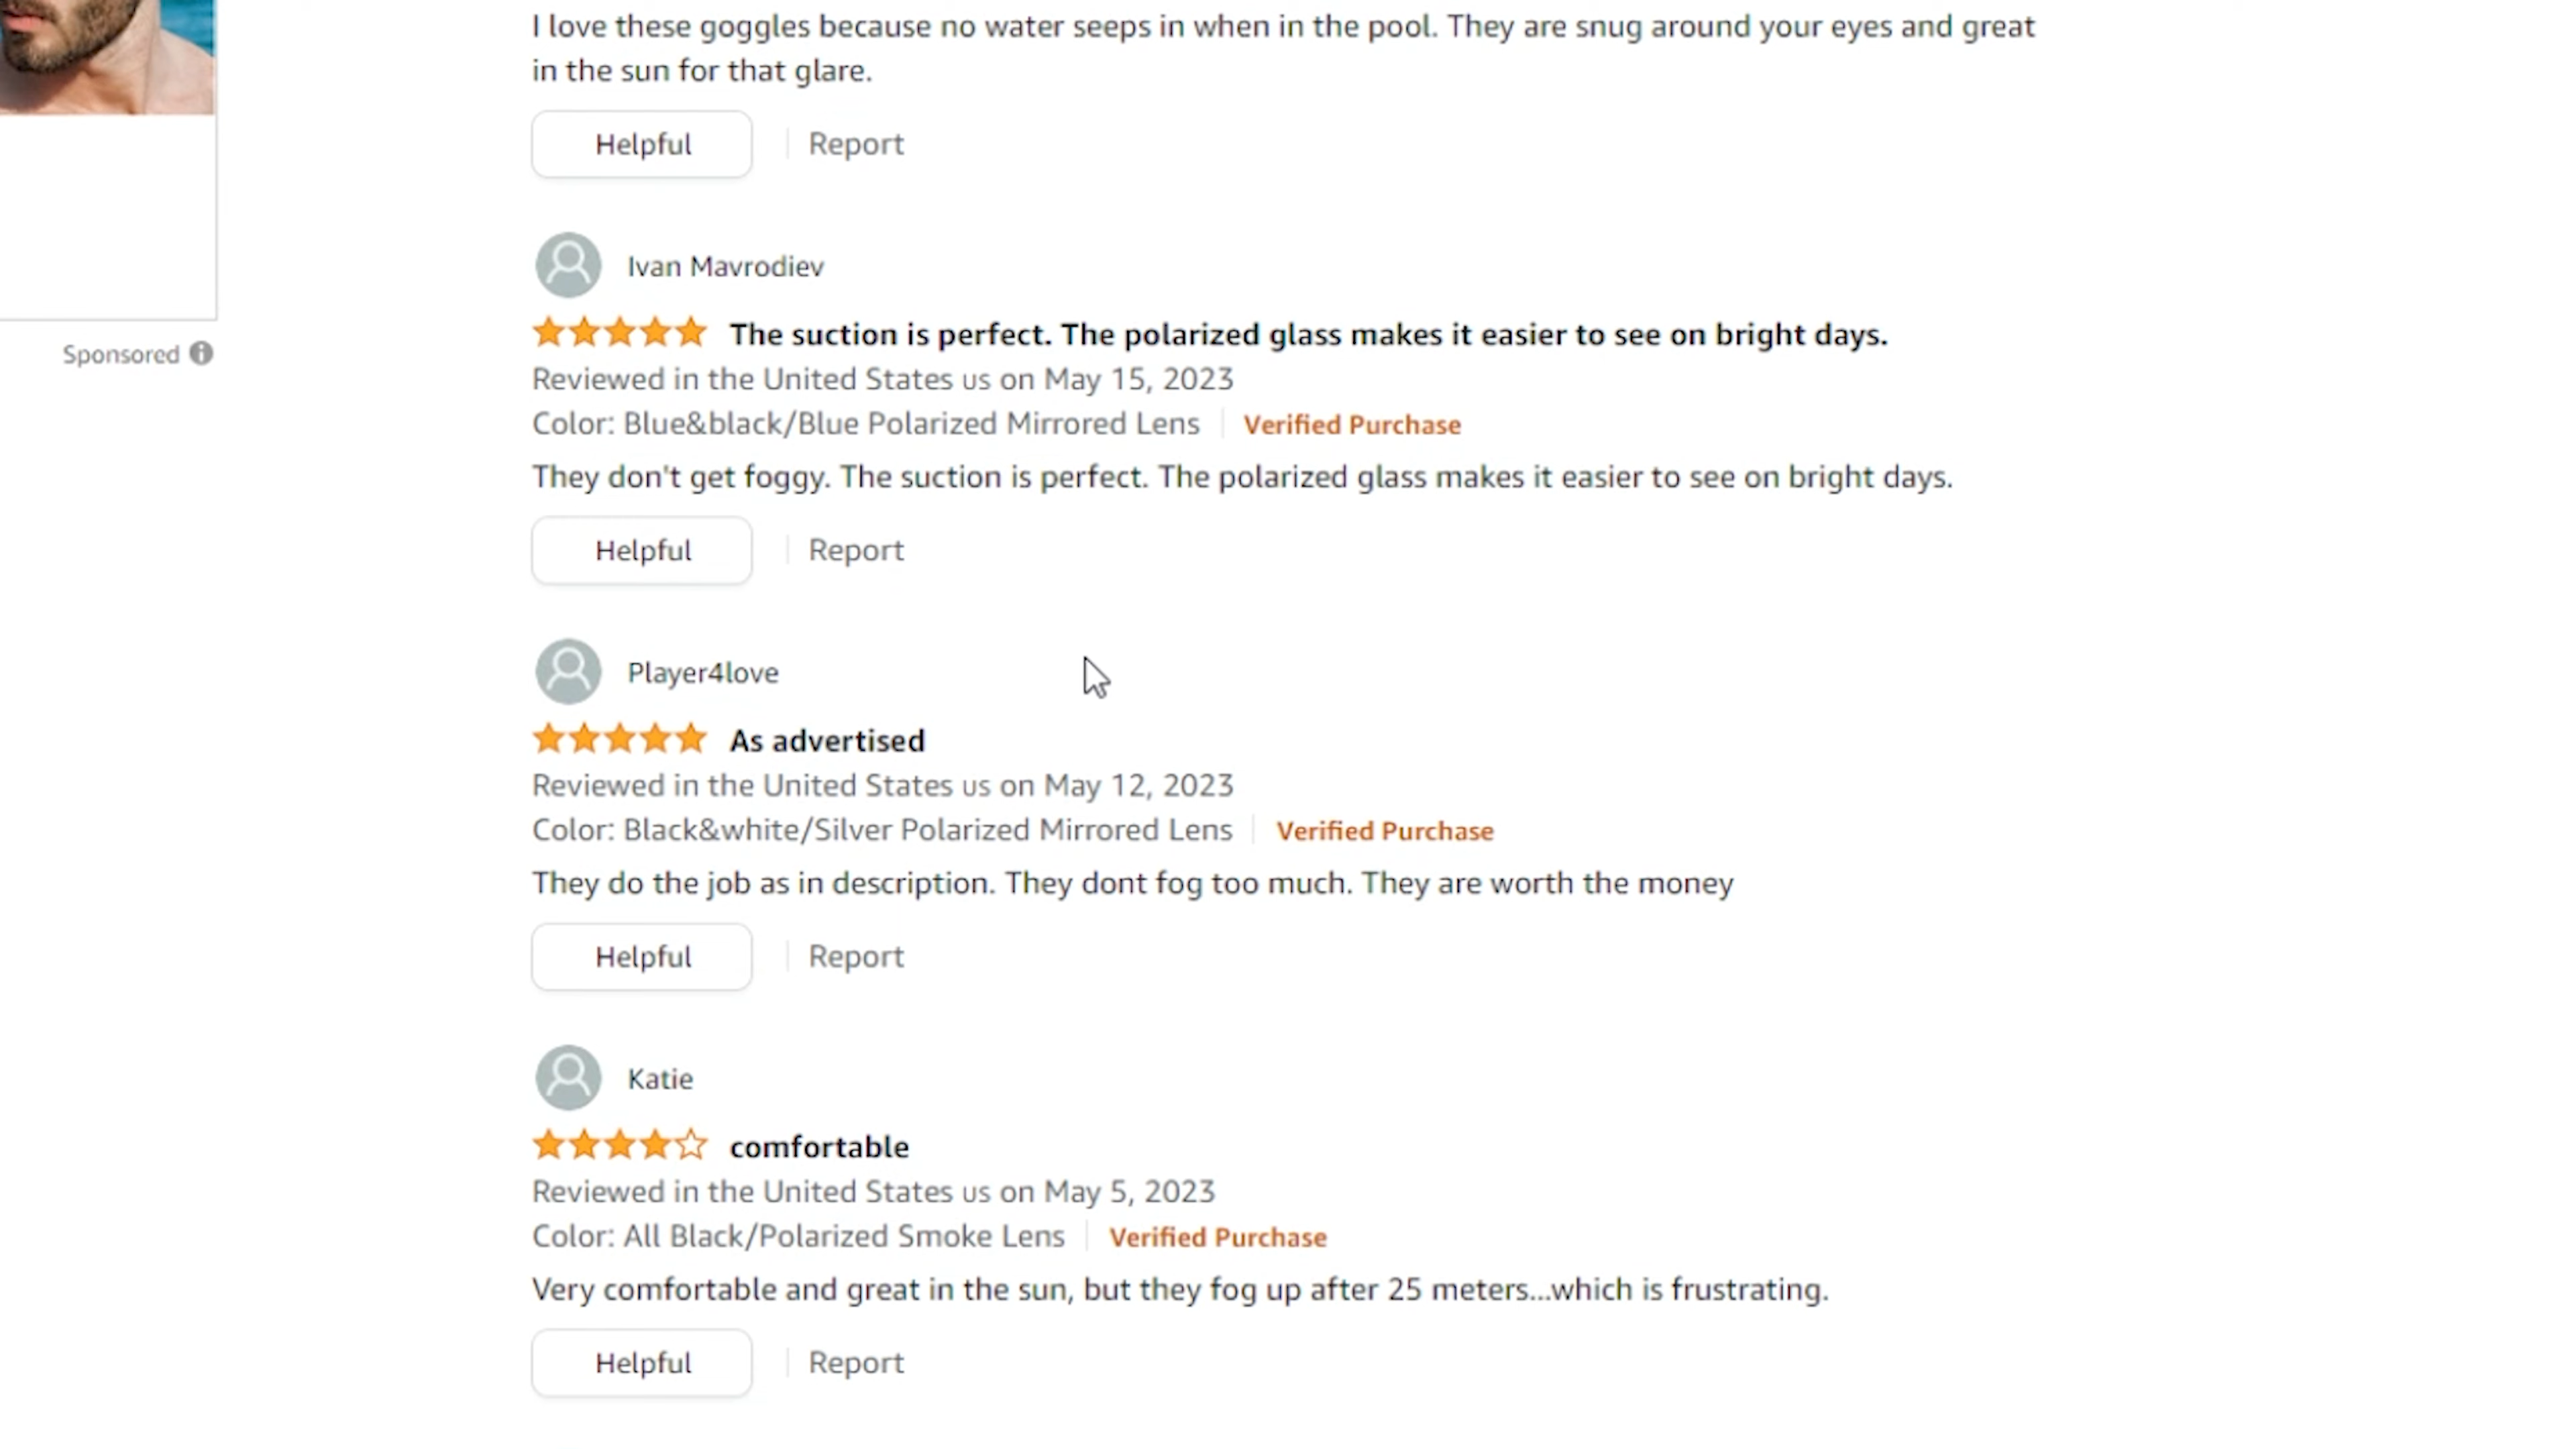 I love these goggles because no water seeps in when in the pool. They are snug around your eyes and great
in the sun for that glare.
Helpful
Report
Sponsored
Ivan Mavrodiev
The suction is perfect. The polarized glass makes it easier to see on bright days.
Reviewed in the United States us on May 15, 2023
Color: Blue&black/Blue Polarized Mirrored Lens
Verified Purchase
They don't get foggy. The suction is perfect. The polarized glass makes it easier to see on bright days.
Helpful
Report
Player4love
As advertised
Reviewed in the United States us on May 12, 2023
Color: Black&white/Silver Polarized Mirrored Lens
Verified Purchase
They do the job as in description. They dont fog too much. They are worth the money
Helpful
Report
Katie
comfortable
Reviewed in the United States us on May 5, 2023
Color: All Black/Polarized Smoke Lens
Verified Purchase
Very comfortable and great in the sun, but they fog up after 25 meters...which is frustrating.
Helpful
Report